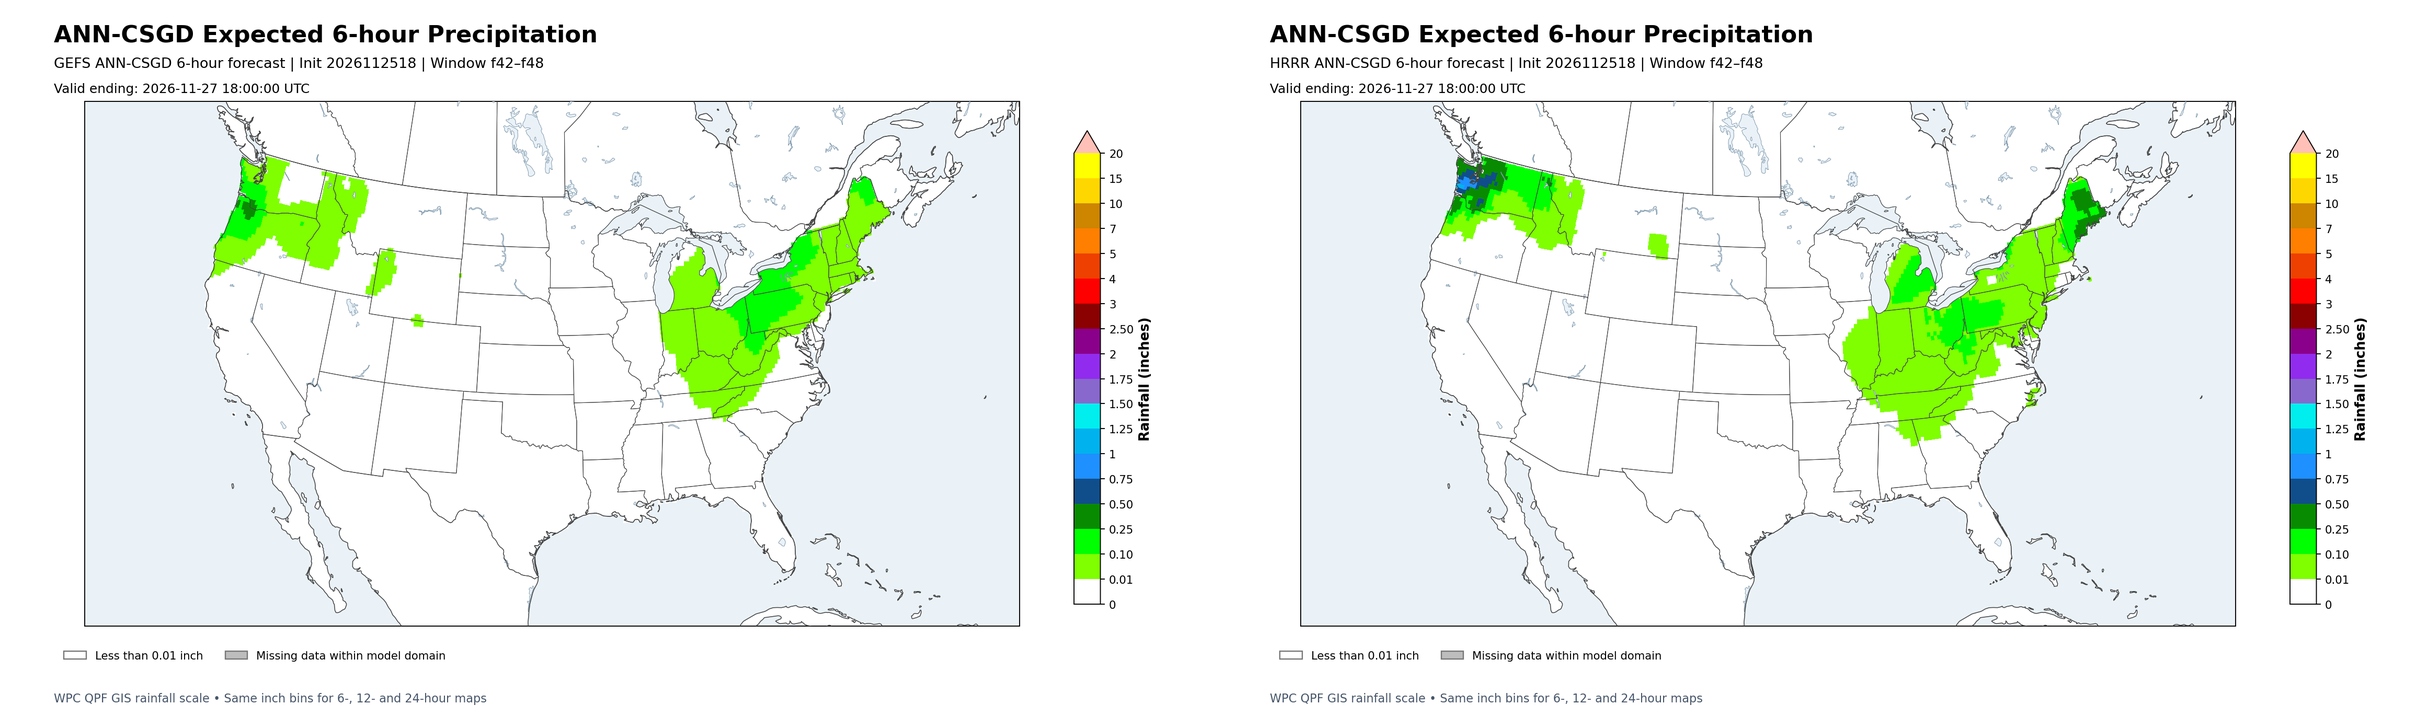 ANN-CSGD Expected 6-hour Precipitation
GEFS ANN-CSGD 6-hour forecast | Init 2026112518 | Window f42–f48
Valid ending: 2026-11-27 18:00:00 UTC
20
15
10
7
5
4
3
2.50
2
1.75
1.50
1.25
1
0.75
0.50
0.25
0.10
0.01
0
Rainfall (inches)
Less than 0.01 inch
Missing data within model domain
WPC QPF GIS rainfall scale • Same inch bins for 6-, 12- and 24-hour maps
ANN-CSGD Expected 6-hour Precipitation
HRRR ANN-CSGD 6-hour forecast | Init 2026112518 | Window f42–f48
Valid ending: 2026-11-27 18:00:00 UTC
20
15
10
7
5
4
3
2.50
2
1.75
1.50
1.25
1
0.75
0.50
0.25
0.10
0.01
0
Rainfall (inches)
Less than 0.01 inch
Missing data within model domain
WPC QPF GIS rainfall scale • Same inch bins for 6-, 12- and 24-hour maps